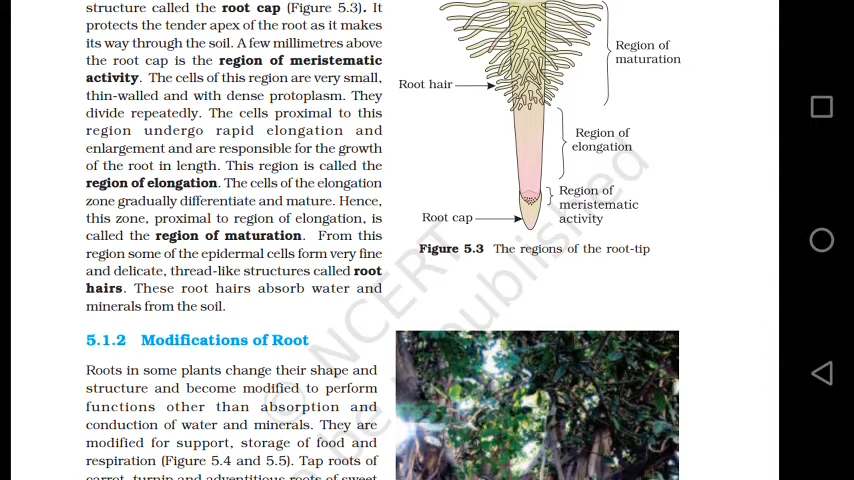 structure called the root cap (Figure 5.3). It
protects the tender apex of the root as it makes
its way through the soil. A few millimetres above
the root cap is the region of meristematic
activity. The cells of this region are very small,
thin-walled and with dense protoplasm. They
divide repeatedly. The cells proximal to this
region undergo rapid elongation and
enlargement and are responsible for the growth
of the root in length. This region is called the
region of elongation. The cells of the elongation
zone gradually differentiate and mature. Hence,
this zone, proximal to region of elongation, is
called the region of maturation. From this
region some of the epidermal cells form very fine
and delicate, thread-like structures called root
hairs. These root hairs absorb water and
minerals from the soil.
5.1.2 Modifications of Root
Roots in some plants change their shape and
structure and become modified to perform
functions other than absorption and
conduction of water and minerals. They are
modified for support, storage of food and
respiration (Figure 5.4 and 5.5). Tap roots of
carrot, turnip and adventitious roots of sweet
Region of
maturation
Root hair
Region of
elongation
Region of
meristematic
activity
Root cap
Figure 5.3 The regions of the root-tip
© NCERT
be published